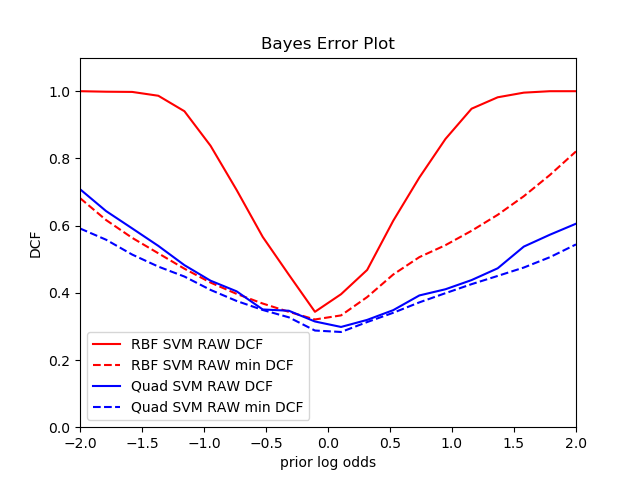 Bayes Error Plot
DCF
1.0
0.8
0.6
0.4
0.2
0.0
RBF SVM RAW DCF
RBF SVM RAW min DCF
Quad SVM RAW DCF
Quad SVM RAW min DCF
−2.0 −1.5 −1.0 −0.5 0.0 0.5 1.0 1.5 2.0
prior log odds